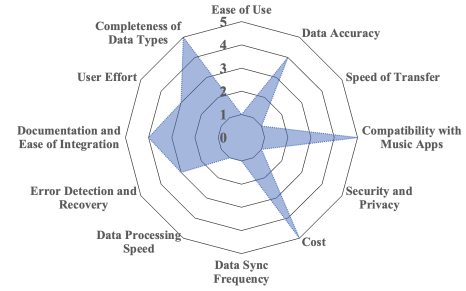 Ease of Use
Completeness of
Data Types
Data Accuracy
User Effort
Speed of Transfer
Documentation and
Ease of Integration
Compatibility with
Music Apps
Error Detection and
Recovery
Security and
Privacy
Data Processing
Speed
Cost
Data Sync
Frequency
5
4
3
2
1
0